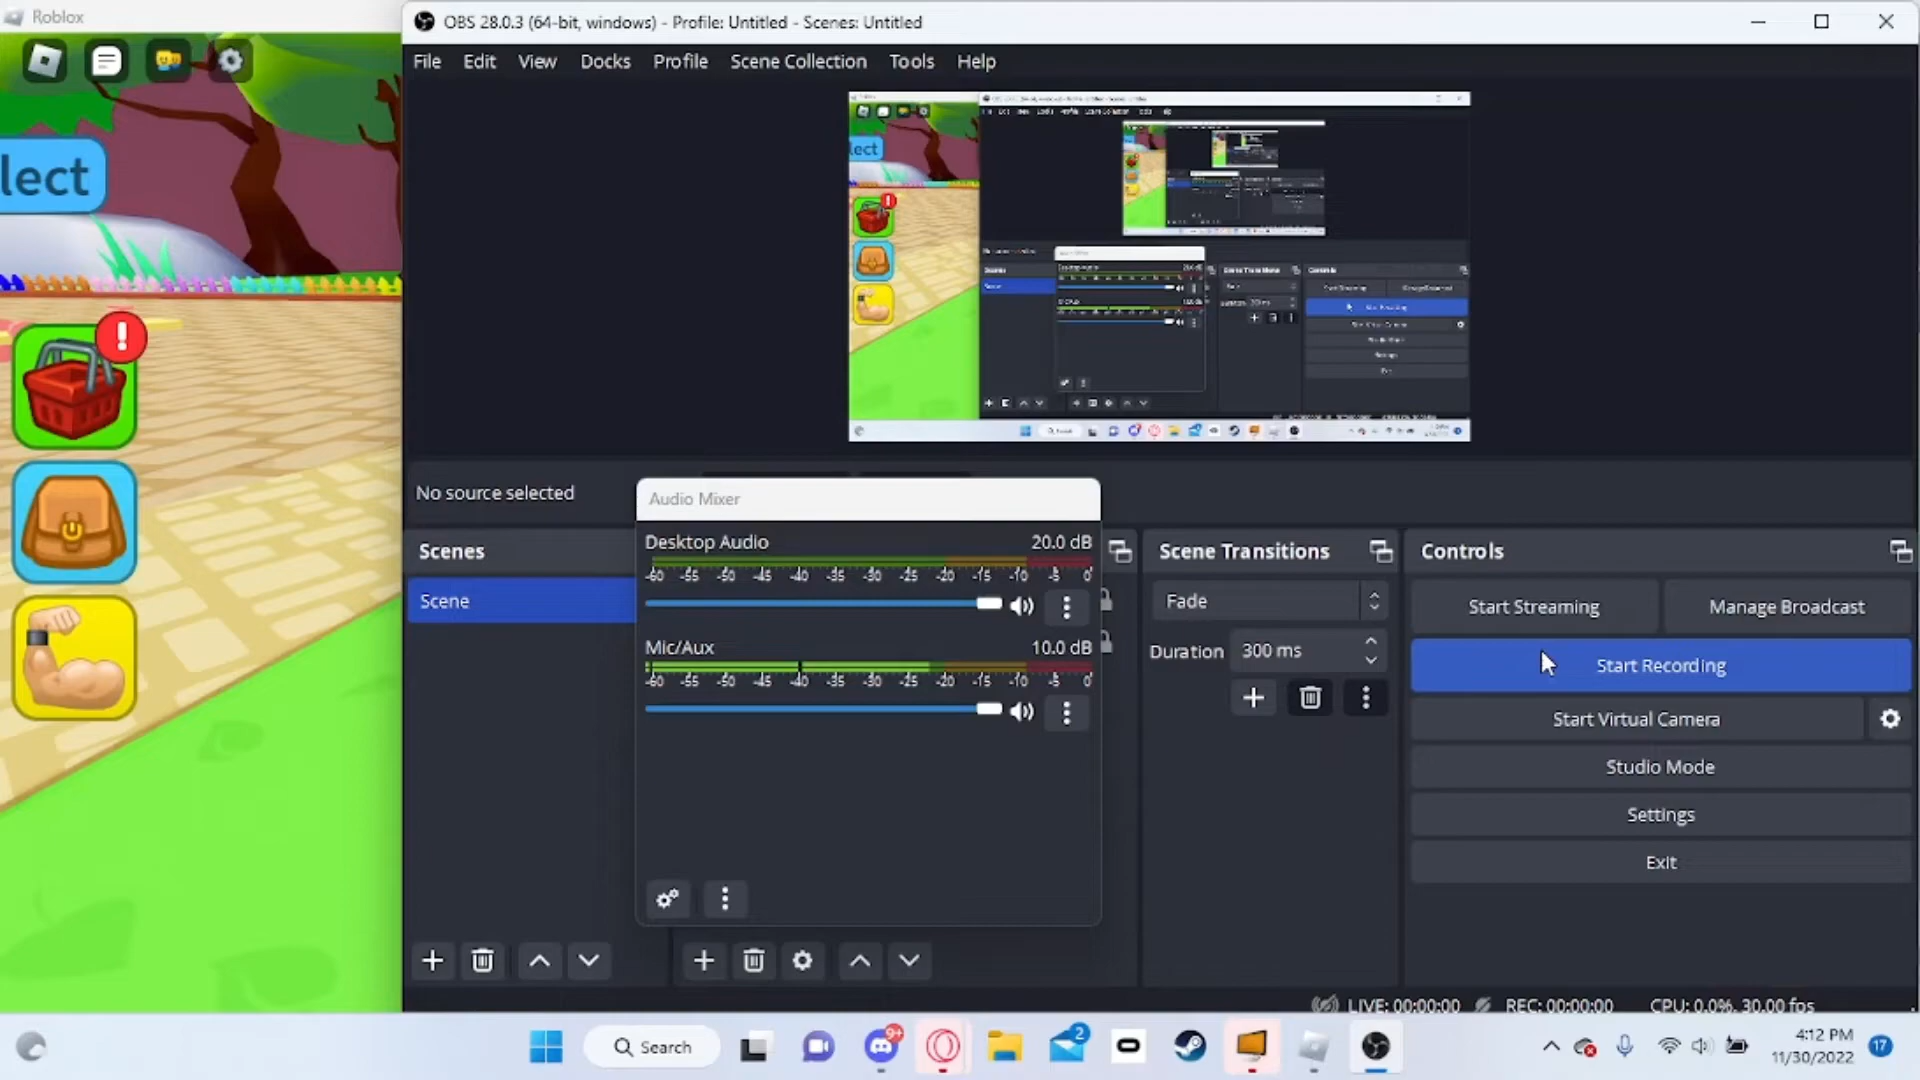 Roblox
OBS 28.0.3 (64-bit, windows) - Profile: Untitled - Scenes: Untitled
File Edit View Docks Profile Scene Collection Tools Help
lect
lect
No source selected
Audio Mixer
Desktop Audio 20.0 dB
-60 -55 -50 -45 -40 -35 -30 -25 -20 -15 -10 -5 0
Mic/Aux 10.0 dB
-60 -55 -50 -45 -40 -35 -30 -25 -20 -15 -10 -5 0
Scenes
Scene
Scene Transitions
Fade
Duration 300 ms
Controls
Start Streaming Manage Broadcast
Start Recording
Start Virtual Camera
Studio Mode
Settings
Exit
LIVE: 00:00:00 REC: 00:00:00 CPU: 0.0%, 30.00 fps
Search
9+
2
4:12 PM
11/30/2022
17